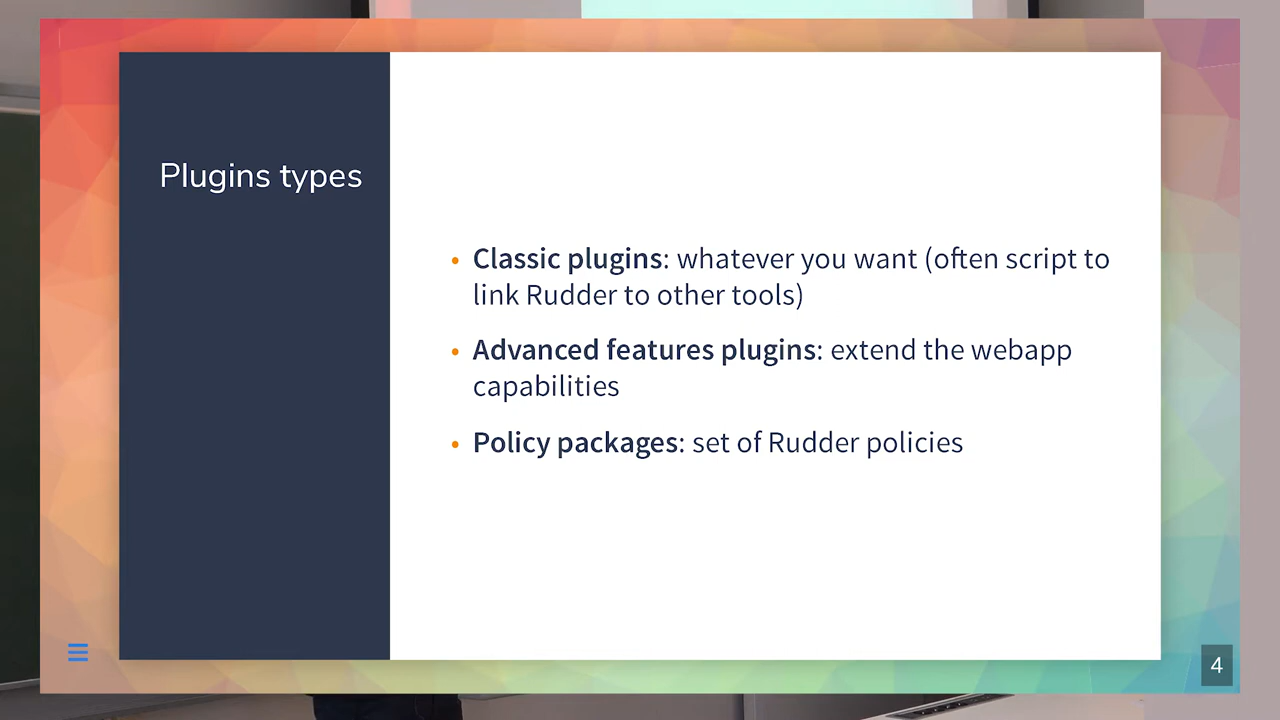 Plugins types
• Classic plugins: whatever you want (often script to
link Rudder to other tools)
• Advanced features plugins: extend the webapp
capabilities
• Policy packages: set of Rudder policies
4